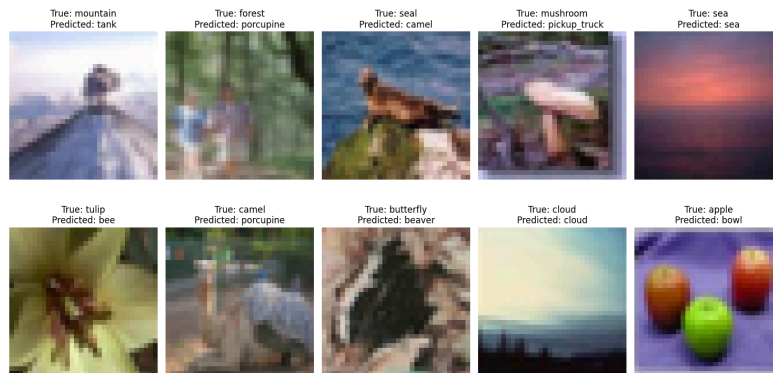 True: mountain
Predicted: tank
True: forest
Predicted: porcupine
True: seal
Predicted: camel
True: mushroom
Predicted: pickup_truck
True: sea
Predicted: sea
True: tulip
Predicted: bee
True: camel
Predicted: porcupine
True: butterfly
Predicted: beaver
True: cloud
Predicted: cloud
True: apple
Predicted: bowl